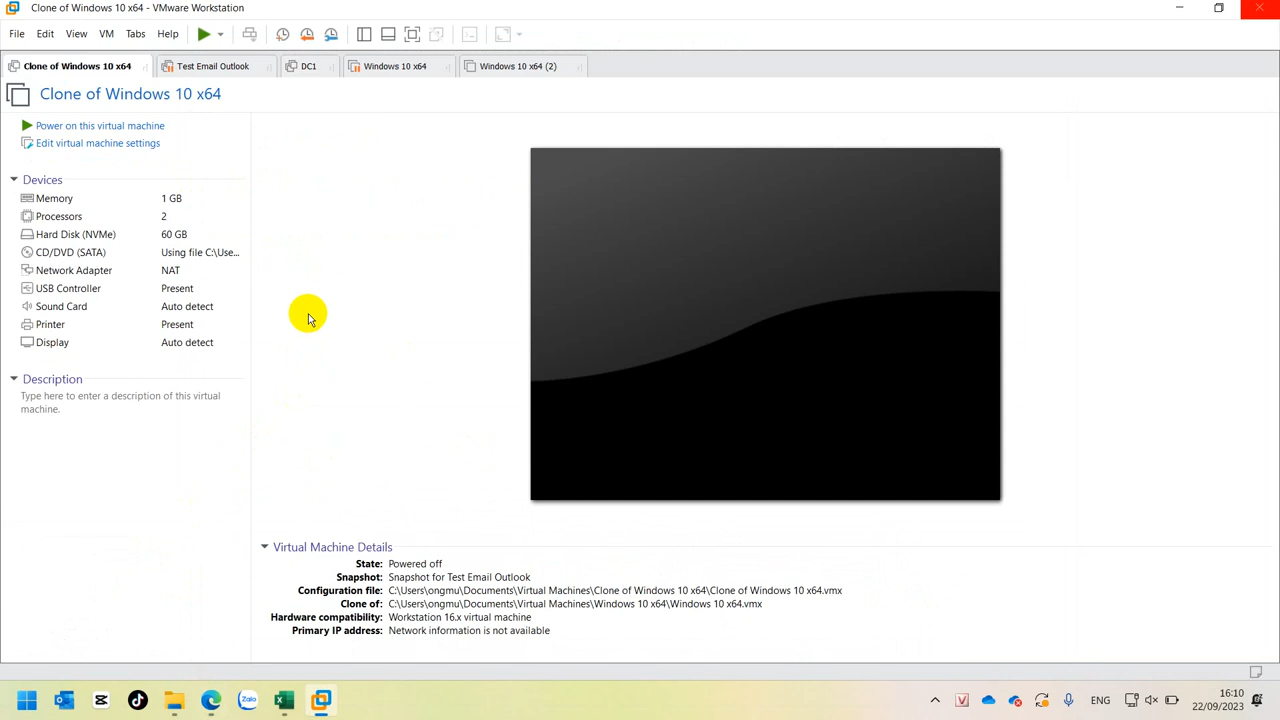 Clone of Windows 10 x64 - VMware Workstation
File Edit View VM Tabs Help
Clone of Windows 10 x64 Test Email Outlook DC1 Windows 10 x64 Windows 10 x64 (2)
Clone of Windows 10 x64
Power on this virtual machine
Edit virtual machine settings
Devices
Memory 1 GB
Processors 2
Hard Disk (NVMe) 60 GB
CD/DVD (SATA) Using file C:\Use...
Network Adapter NAT
USB Controller Present
Sound Card Auto detect
Printer Present
Display Auto detect
Description
Type here to enter a description of this virtual
machine.
Virtual Machine Details
State: Powered off
Snapshot: Snapshot for Test Email Outlook
Configuration file: C:\Users\ongmu\Documents\Virtual Machines\Clone of Windows 10 x64\Clone of Windows 10 x64.vmx
Clone of: C:\Users\ongmu\Documents\Virtual Machines\Windows 10 x64\Windows 10 x64.vmx
Hardware compatibility: Workstation 16.x virtual machine
Primary IP address: Network information is not available
Zalo
ENG
16:10
22/09/2023